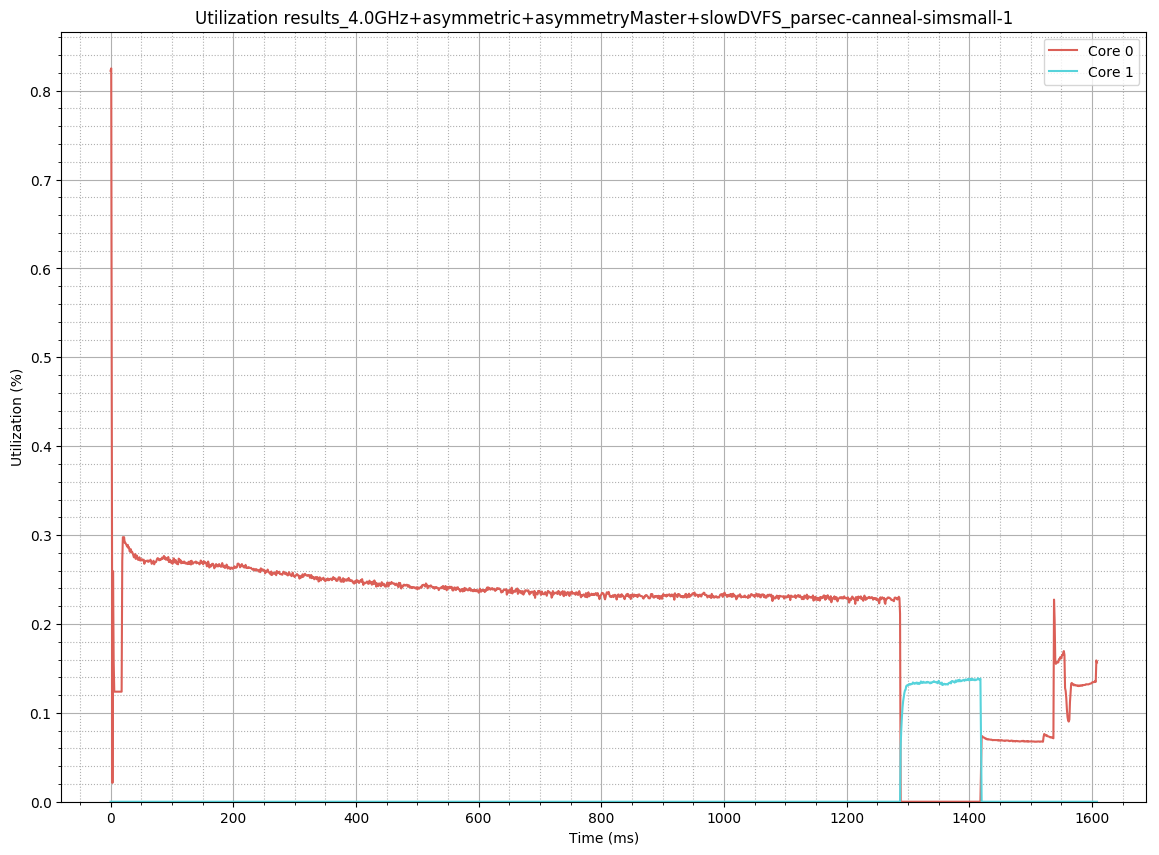 Utilization results_4.0GHz+asymmetric+asymmetryMaster+slowDVFS_parsec-canneal-simsmall-1
Core 0
Core 1
Utilization (%)
0.8
0.7
0.6
0.5
0.4
0.3
0.2
0.1
0.0
0 200 400 600 800 1000 1200 1400 1600
Time (ms)